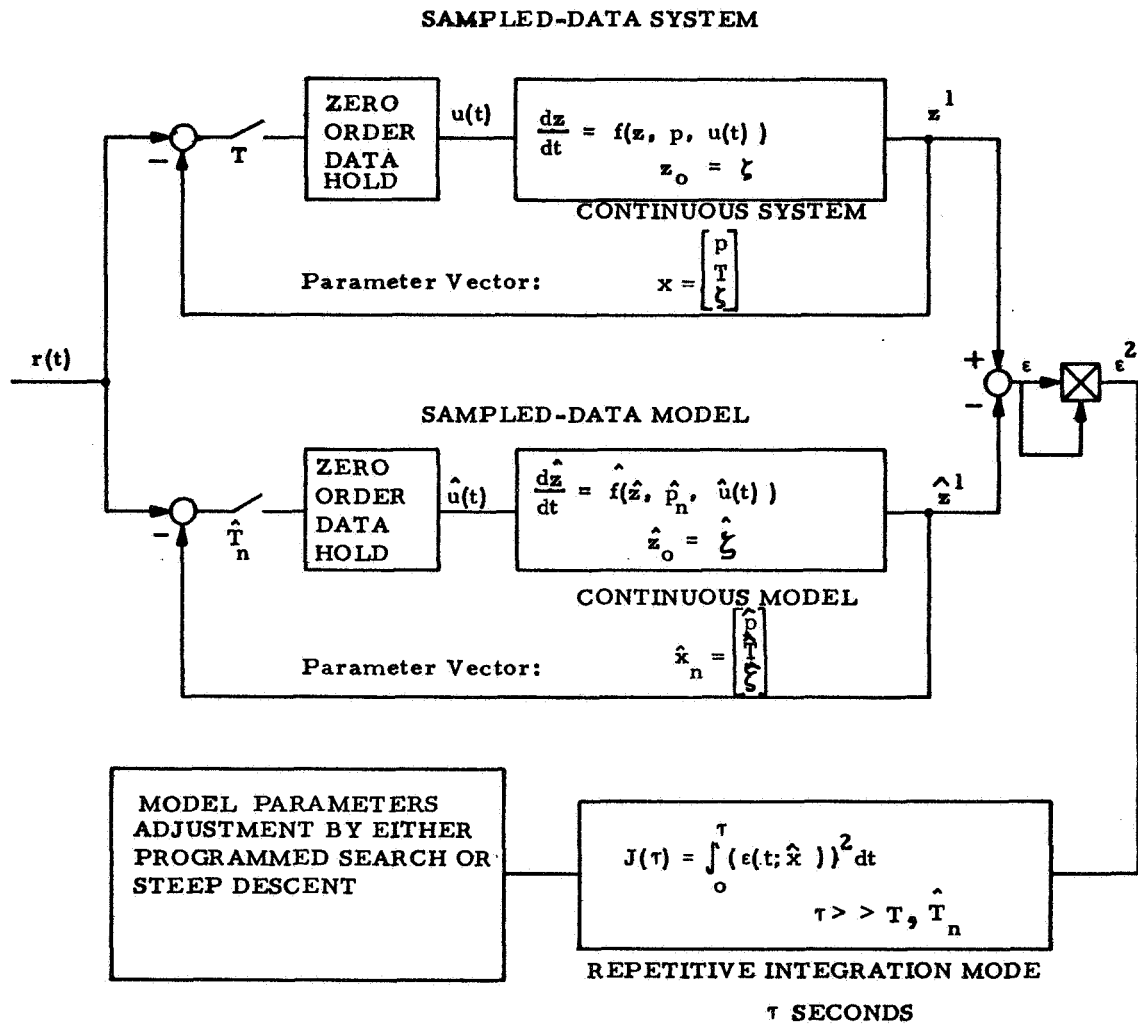 SAMPLED-DATA SYSTEM
ZERO
ORDER
DATA
HOLD
u(t)
dz/dt = f(z, p, u(t) )
z_o = ζ
z^1
−
T
CONTINUOUS SYSTEM
Parameter Vector:
x = [p T ζ]
r(t)
+
−
ε
ε^2
SAMPLED-DATA MODEL
ZERO
ORDER
DATA
HOLD
û(t)
dẑ/dt = f̂(ẑ, p̂_n, û(t) )
ẑ_o = ζ̂
ẑ^1
−
T̂_n
CONTINUOUS MODEL
Parameter Vector:
x̂_n = [p̂ T̂ ζ̂]
MODEL PARAMETERS
ADJUSTMENT BY EITHER
PROGRAMMED SEARCH OR
STEEP DESCENT
J(τ) = ∫_o^τ (ε(t; x̂ ))^2 dt
τ > > T, T̂_n
REPETITIVE INTEGRATION MODE
τ SECONDS